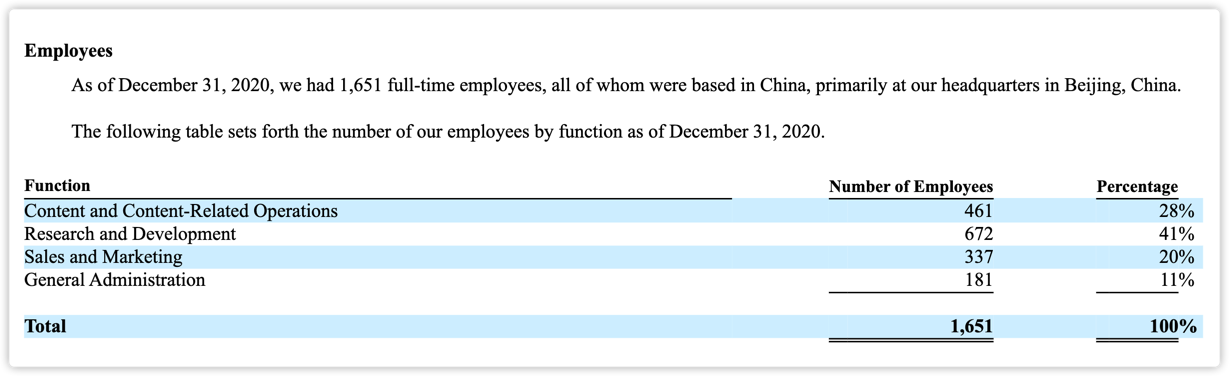 Employees
As of December 31, 2020, we had 1,651 full-time employees, all of whom were based in China, primarily at our headquarters in Beijing, China.
The following table sets forth the number of our employees by function as of December 31, 2020.
Function Number of Employees Percentage
Content and Content-Related Operations 461 28%
Research and Development 672 41%
Sales and Marketing 337 20%
General Administration 181 11%
Total 1,651 100%